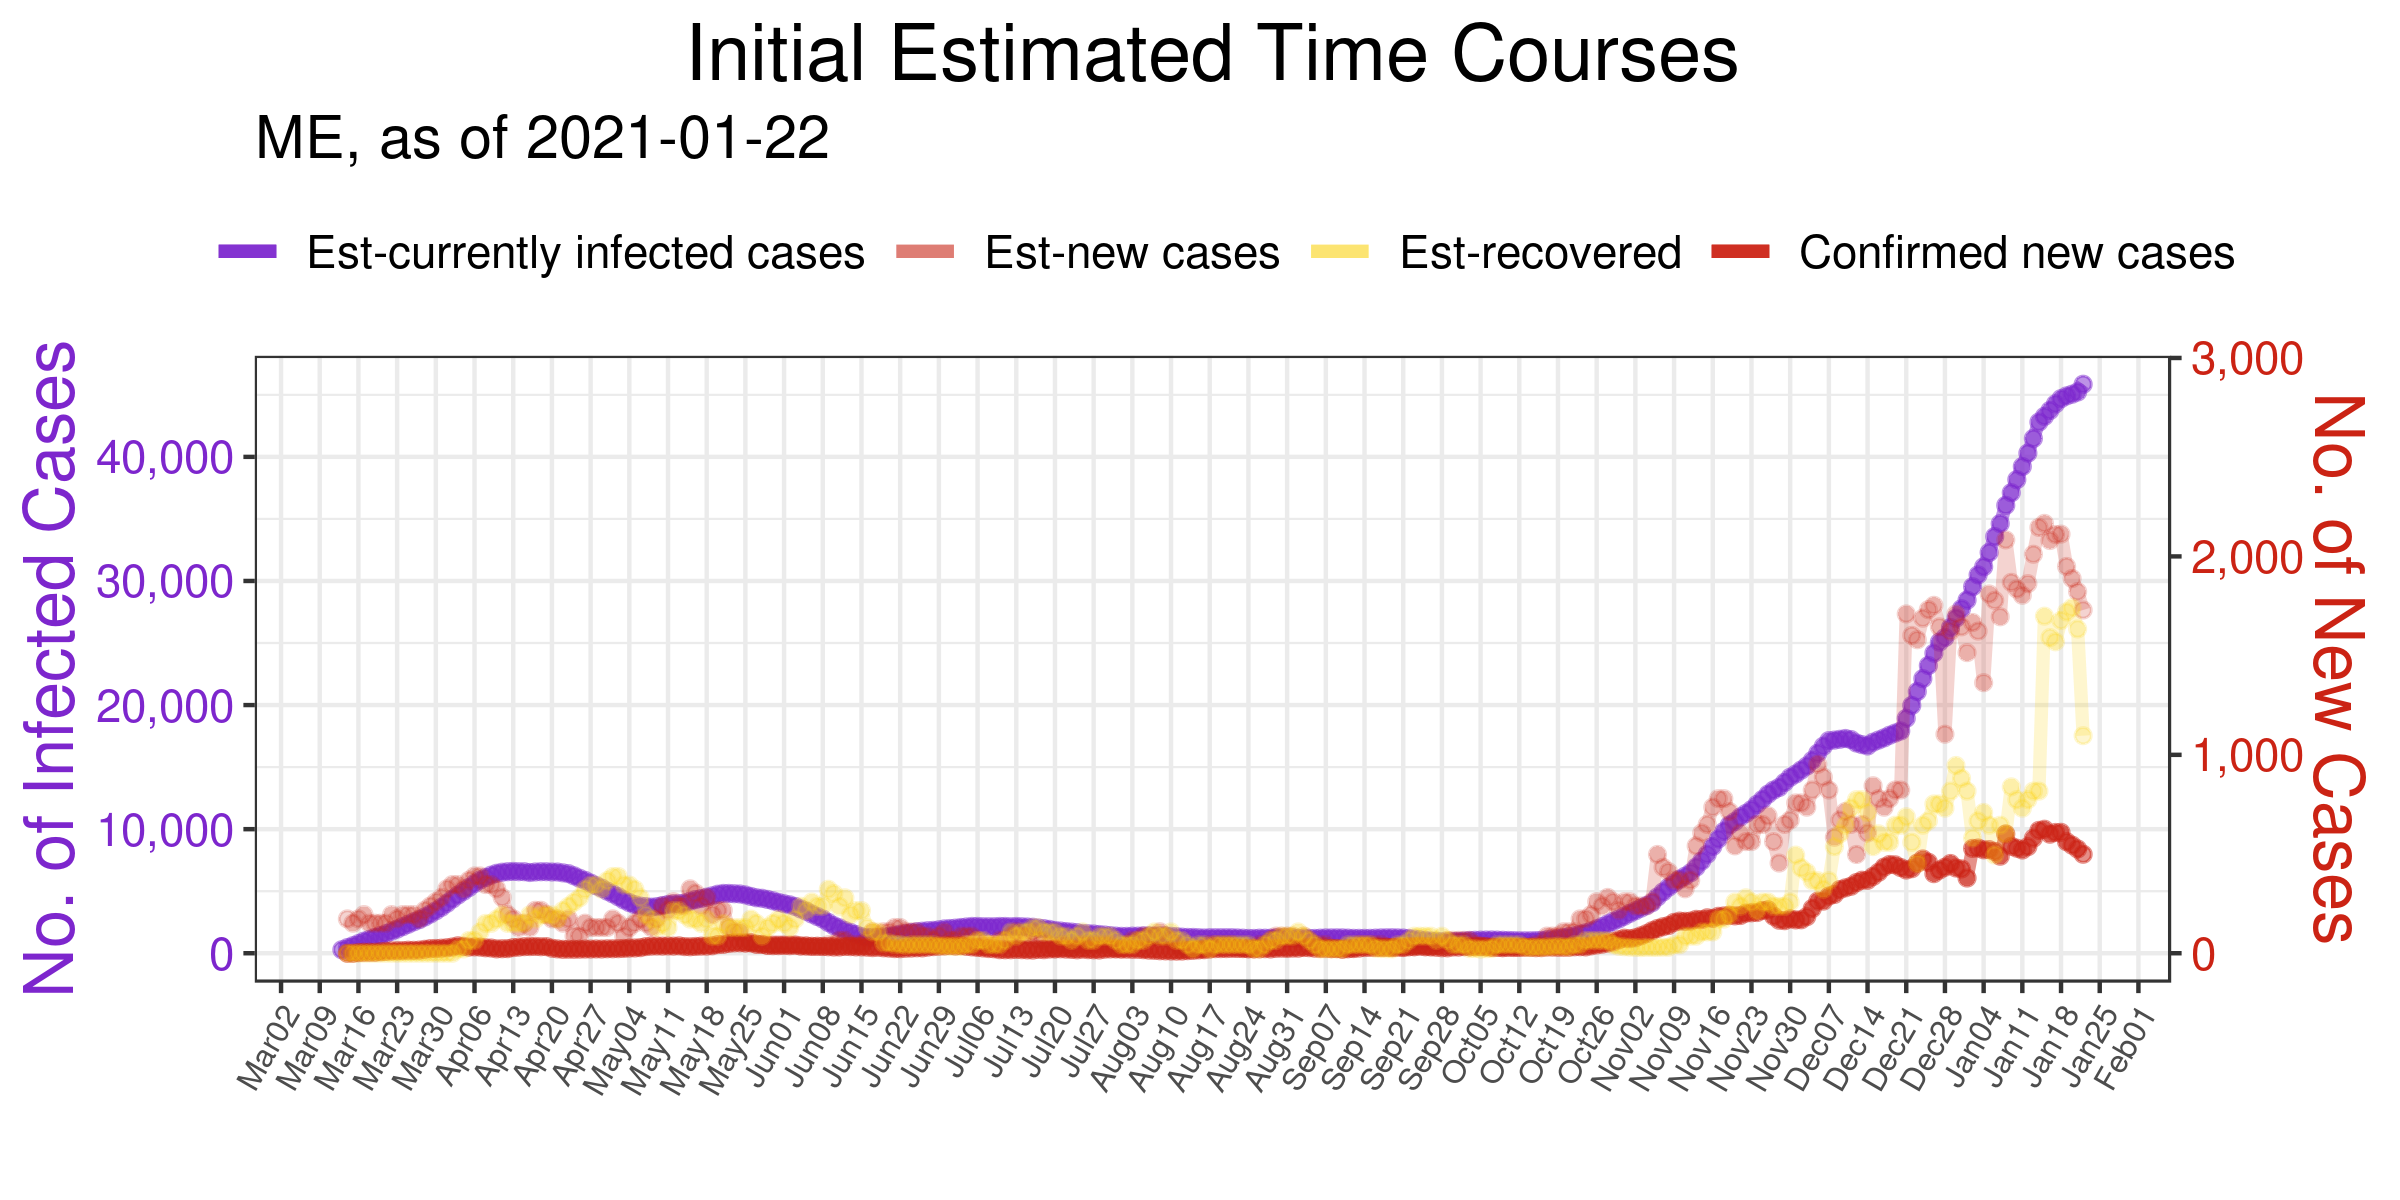 Initial Estimated Time Courses
ME, as of 2021-01-22
Est-currently infected cases Est-new cases Est-recovered Confirmed new cases
No. of Infected Cases
40,000
30,000
20,000
10,000
0
3,000
2,000
1,000
0
No. of New Cases
Mar02 Mar09 Mar16 Mar23 Mar30 Apr06 Apr13 Apr20 Apr27 May04 May11 May18 May25 Jun01 Jun08 Jun15 Jun22 Jun29 Jul06 Jul13 Jul20 Jul27 Aug03 Aug10 Aug17 Aug24 Aug31 Sep07 Sep14 Sep21 Sep28 Oct05 Oct12 Oct19 Oct26 Nov02 Nov09 Nov16 Nov23 Nov30 Dec07 Dec14 Dec21 Dec28 Jan04 Jan11 Jan18 Jan25 Feb01